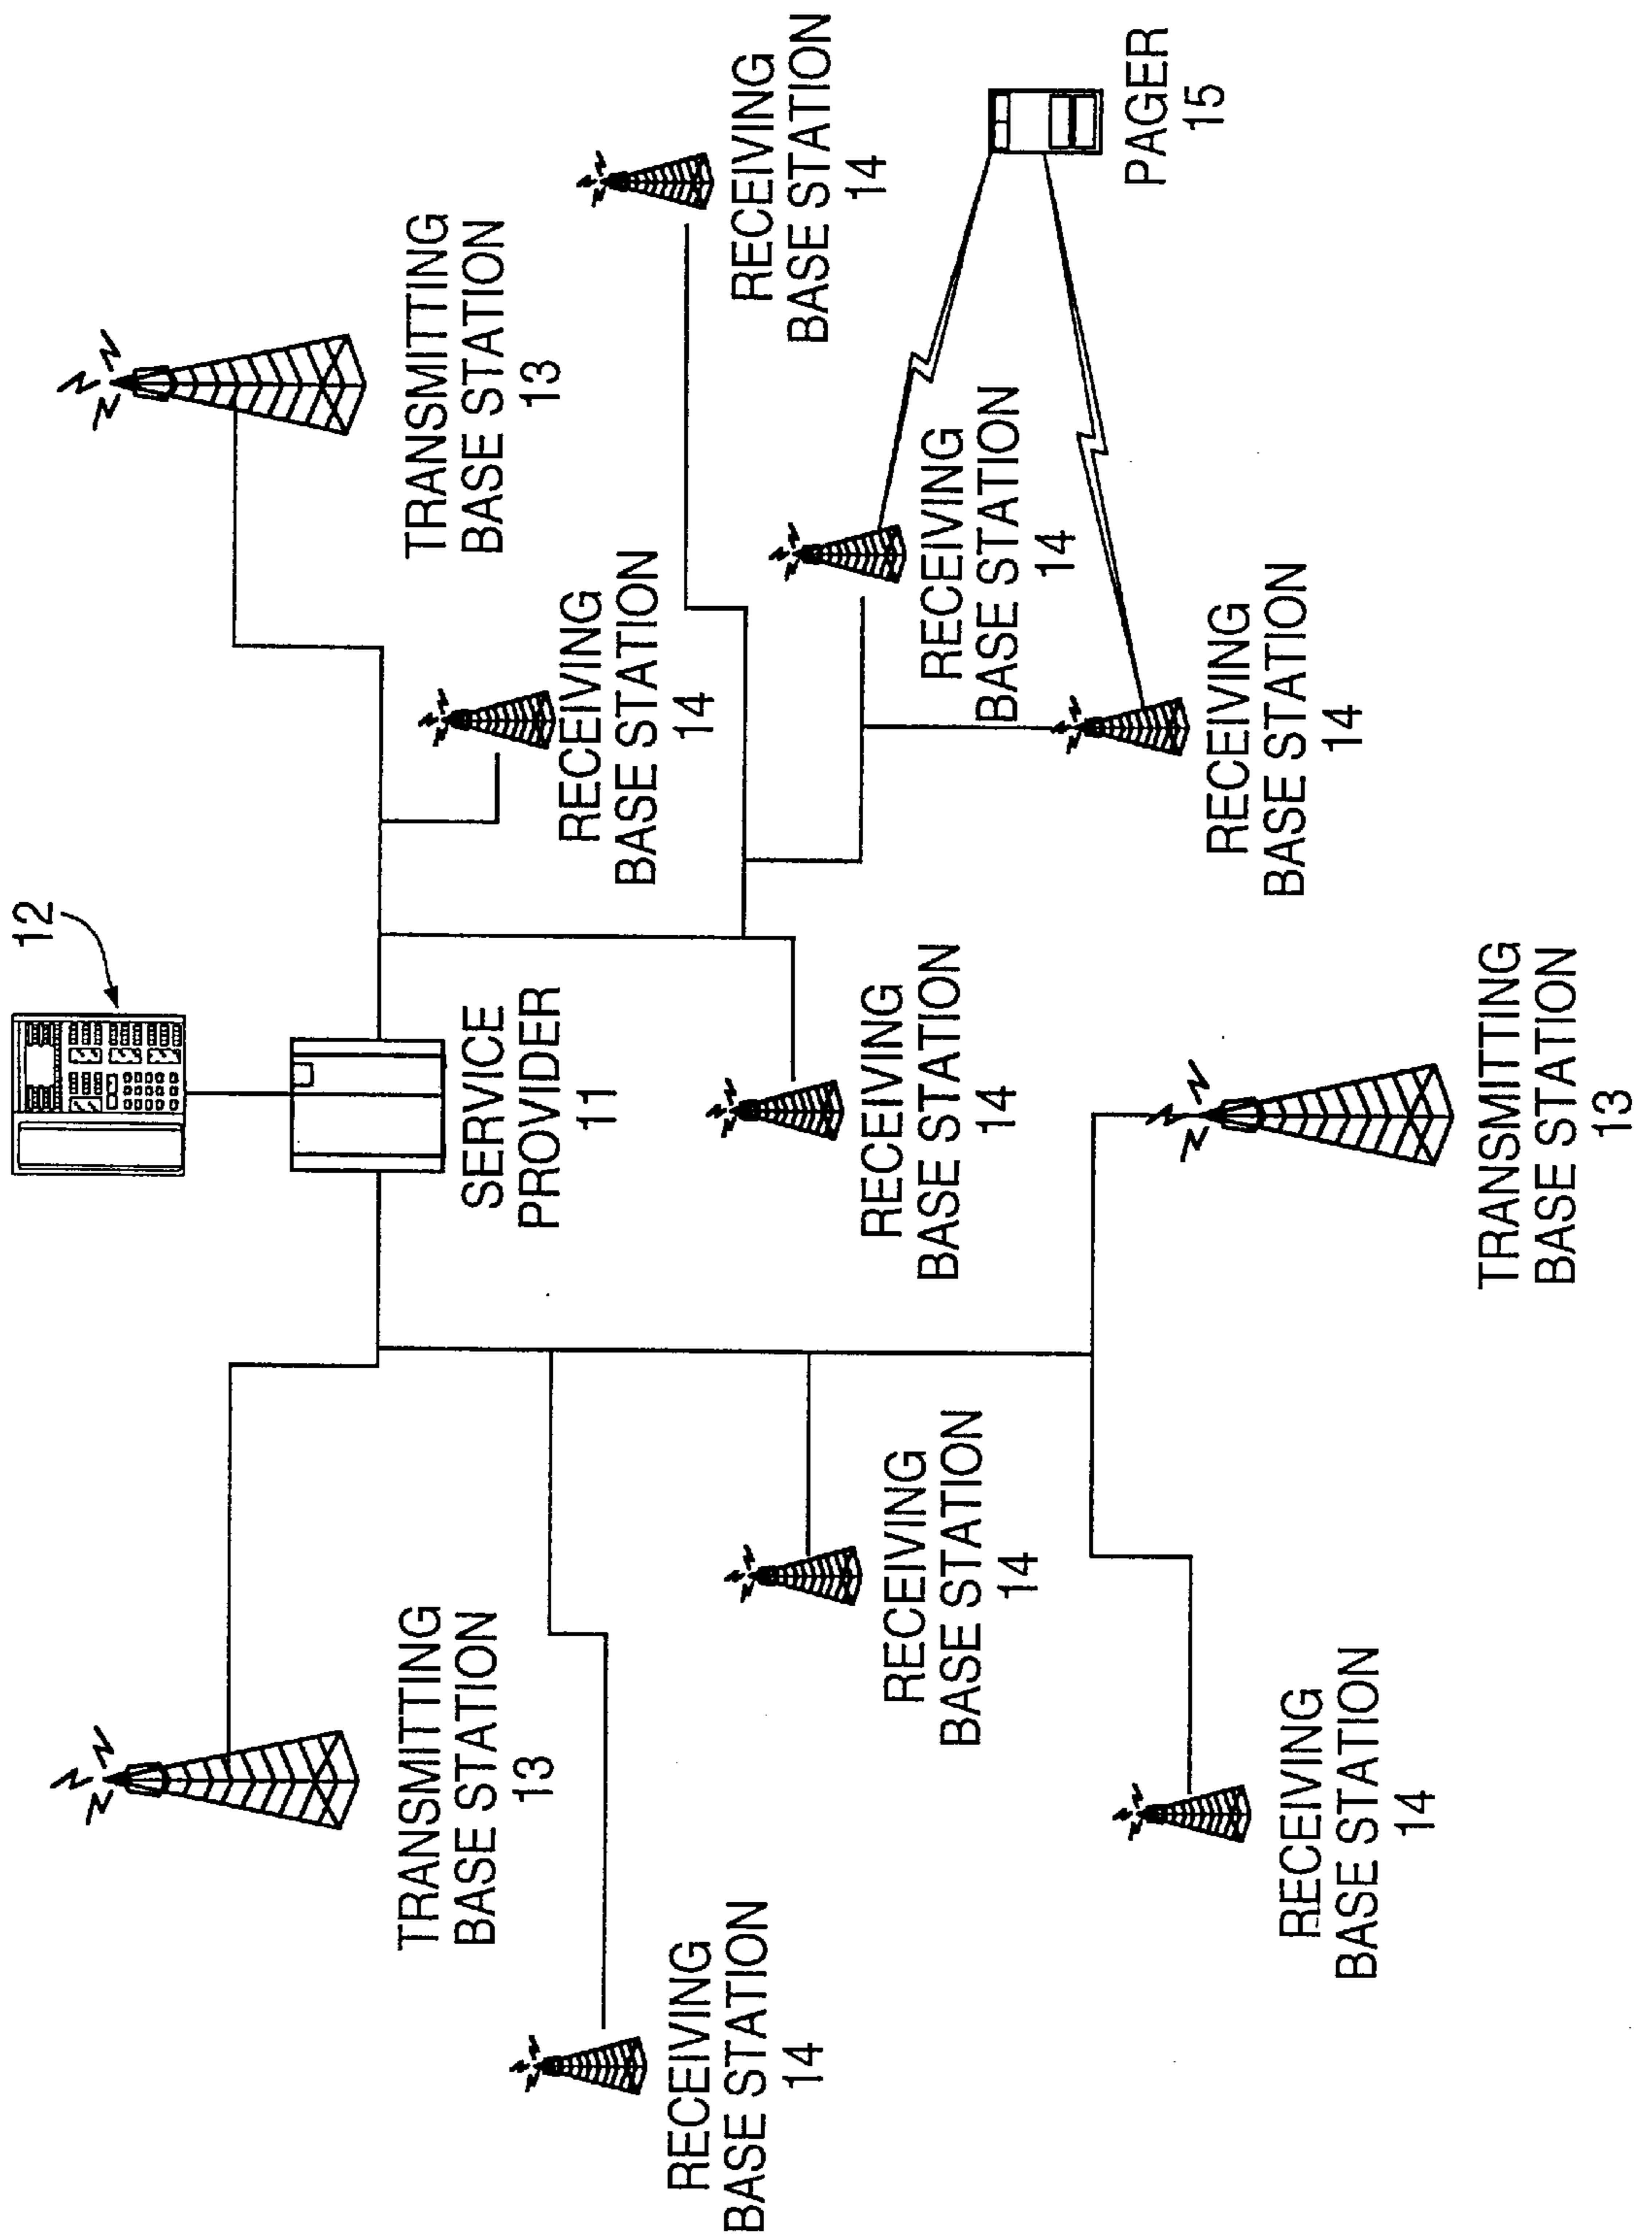 12
TRANSMITTING
BASE STATION
13
TRANSMITTING
BASE STATION
13
SERVICE
PROVIDER
11
RECEIVING
BASE STATION
14
RECEIVING
BASE STATION
14
RECEIVING
BASE STATION
14
RECEIVING
BASE STATION
14
RECEIVING
BASE STATION
14
RECEIVING
BASE STATION
14
PAGER
15
RECEIVING
BASE STATION
14
RECEIVING
BASE STATION
14
TRANSMITTING
BASE STATION
13